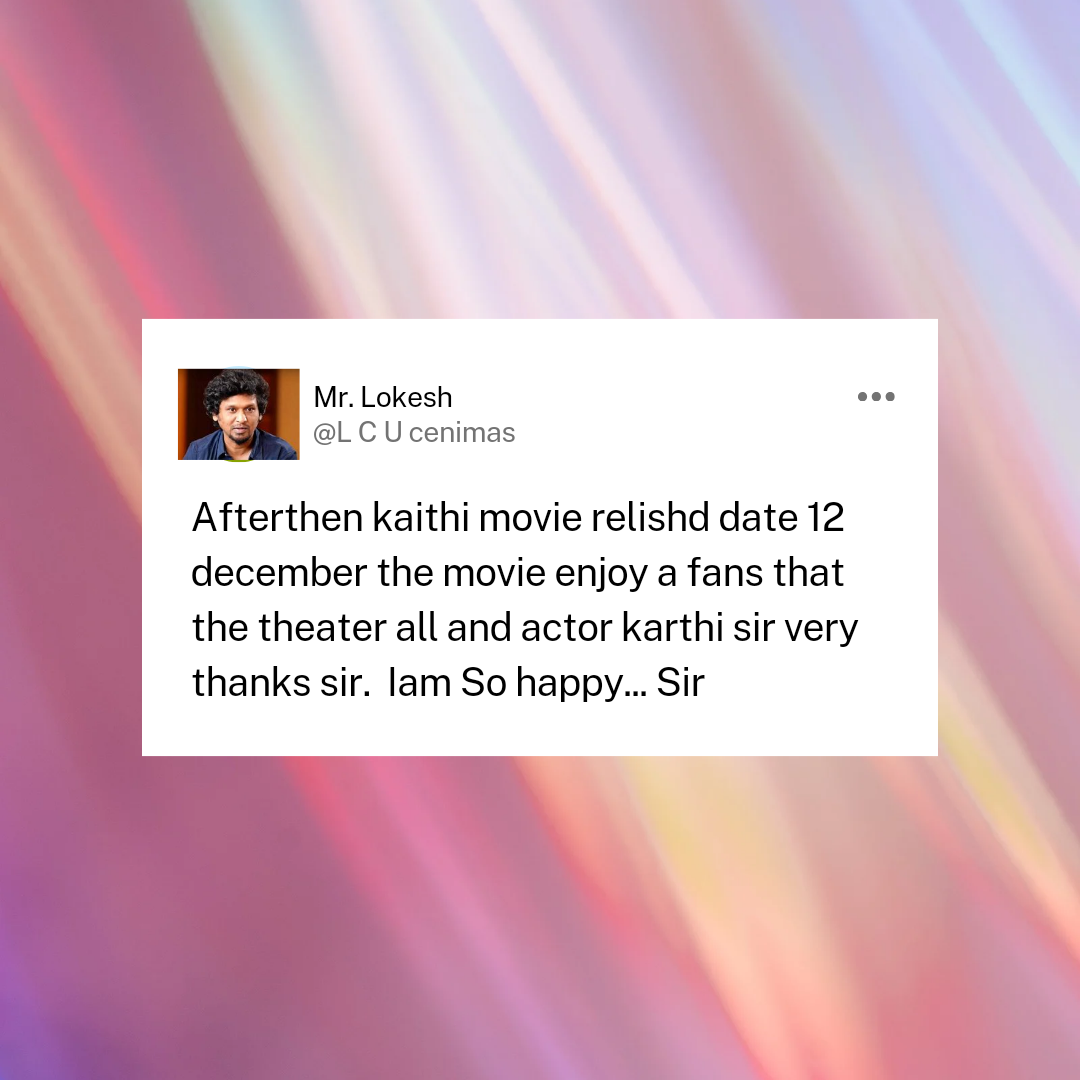 Mr. Lokesh
@L C U cenimas
Afterthen kaithi movie relishd date 12
december the movie enjoy a fans that
the theater all and actor karthi sir very
thanks sir.  Iam So happy... Sir